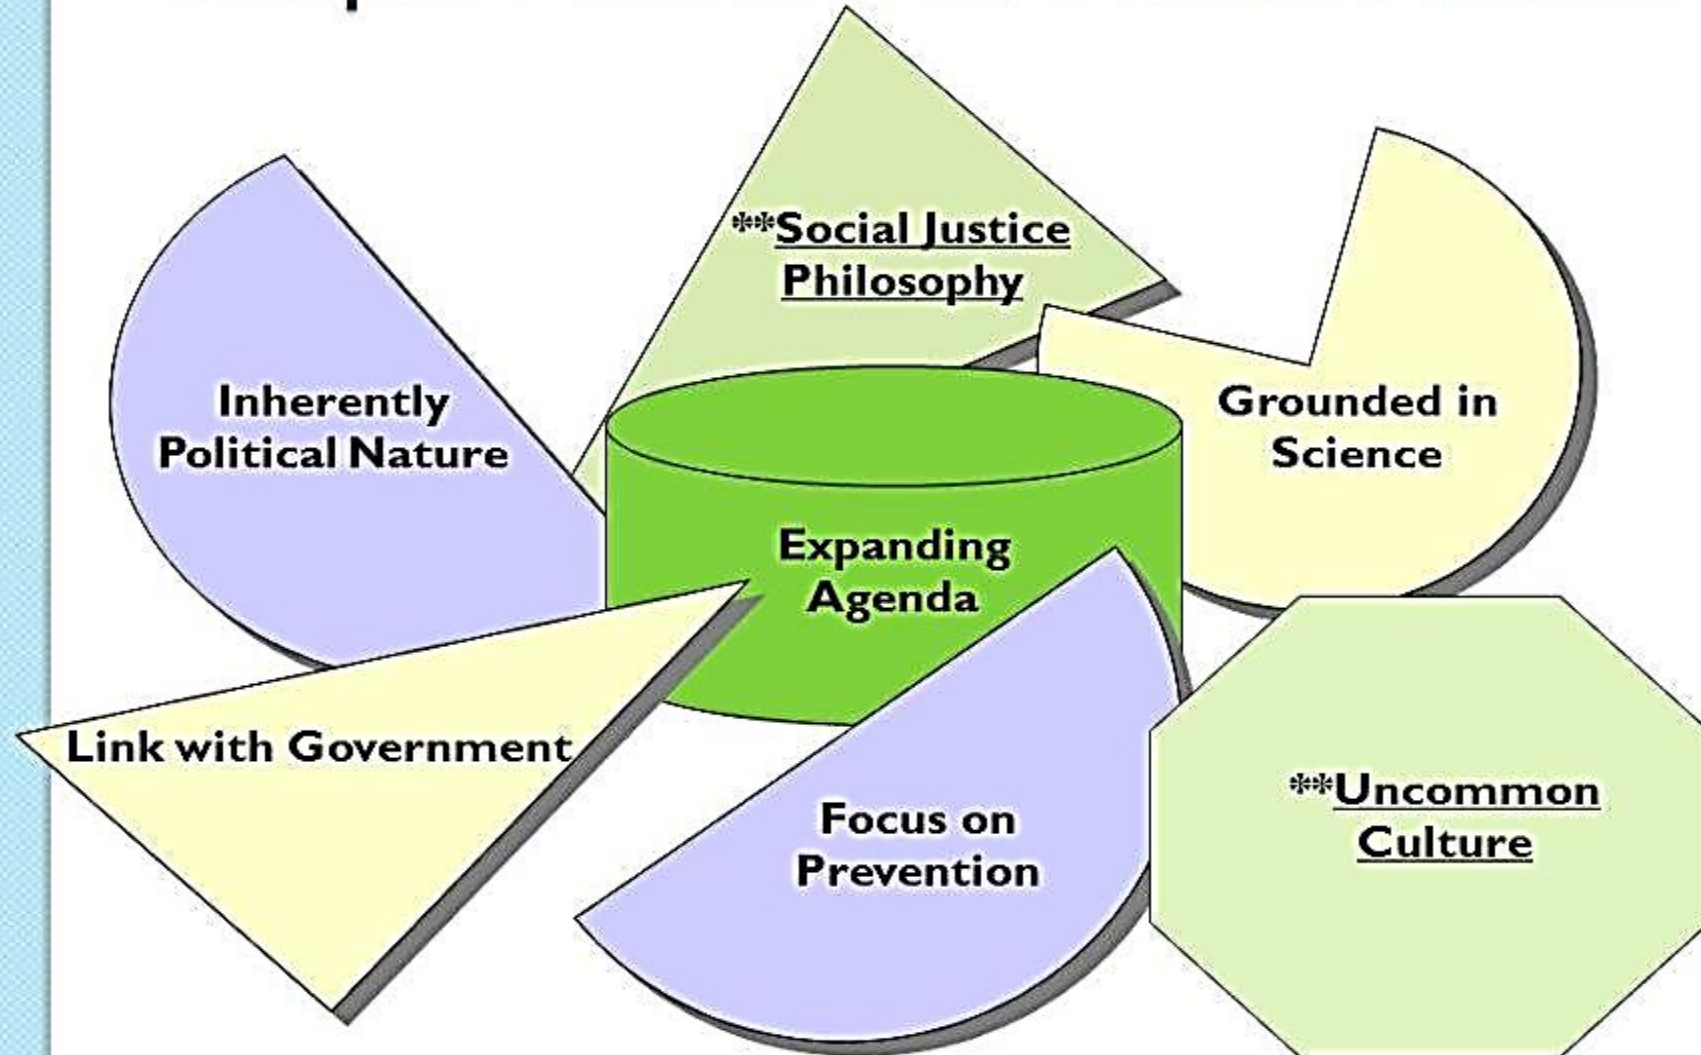 **Social Justice
Philosophy
Inherently
Political Nature
Grounded in
Science
Expanding
Agenda
Link with Government
Focus on
Prevention
**Uncommon
Culture